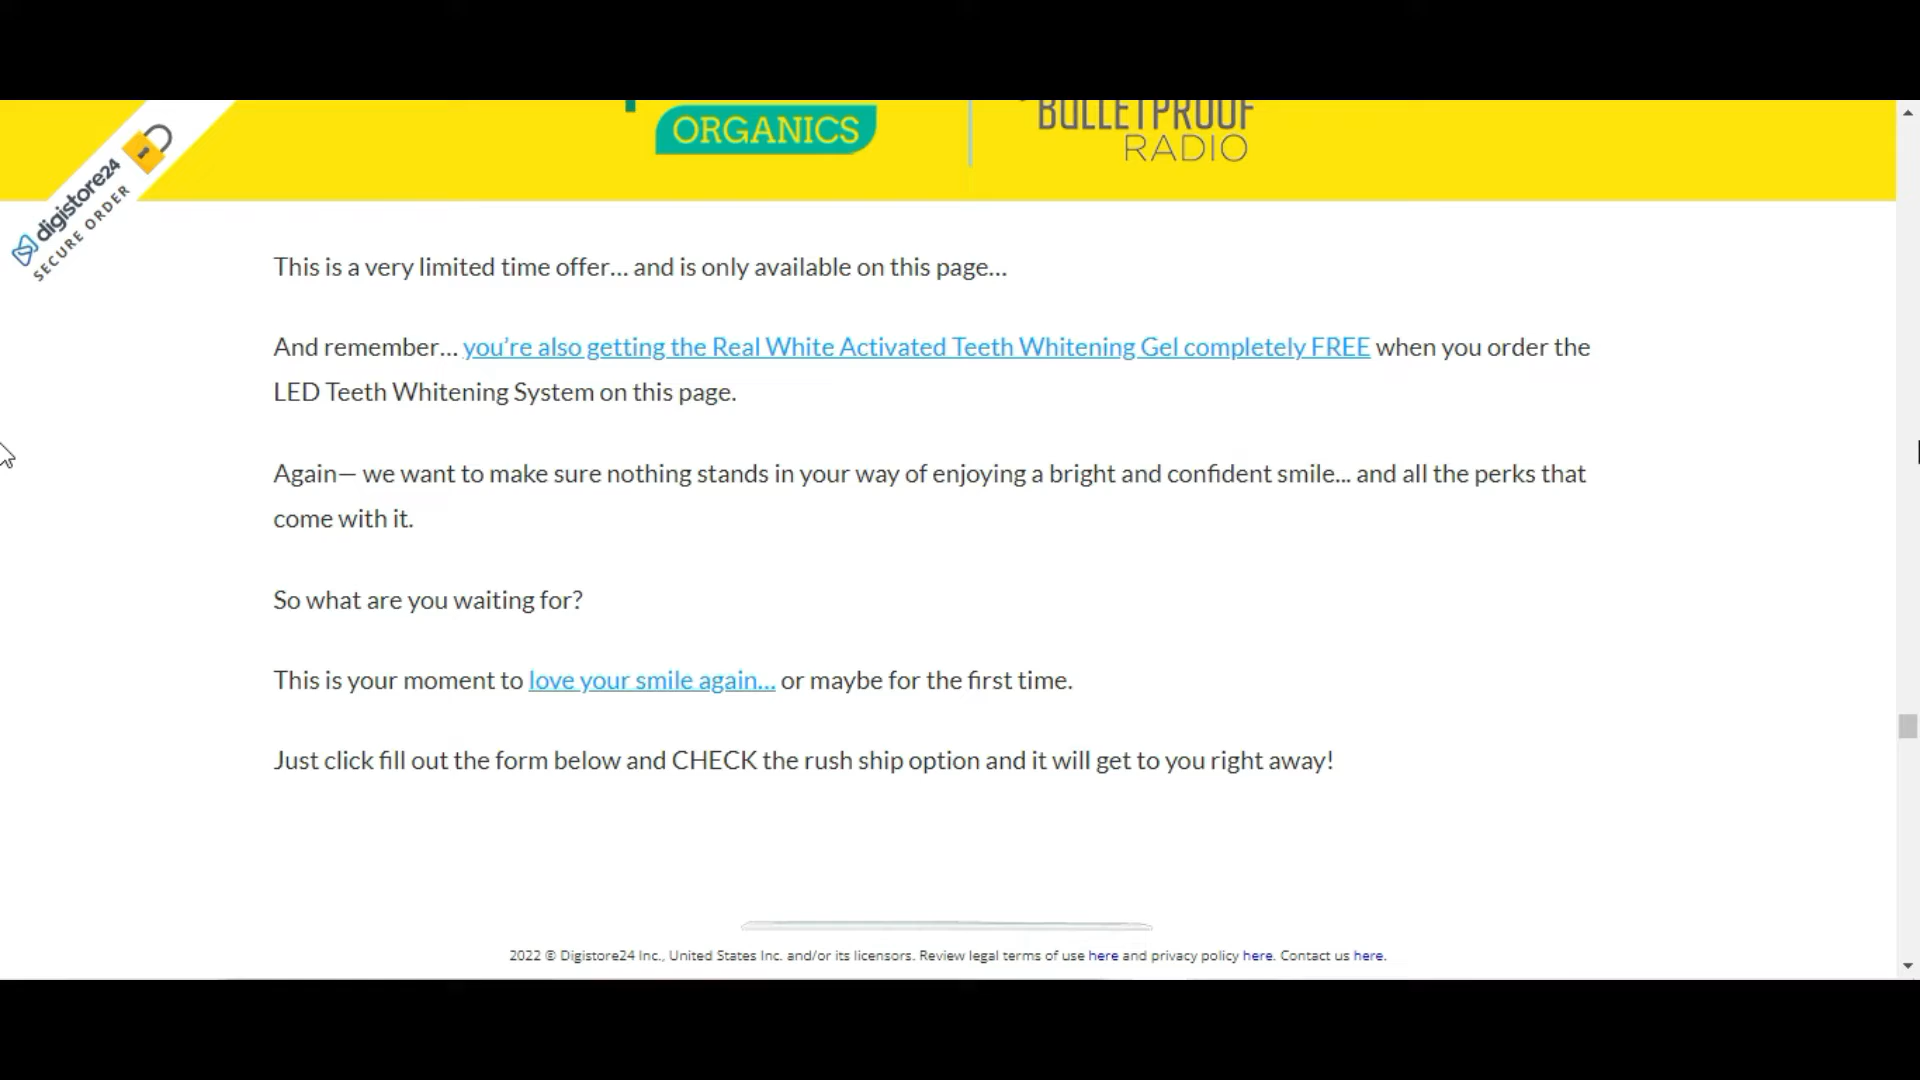 ORGANICS
BULLETPROOF
RADIO
digistore24
SECURE ORDER
This is a very limited time offer... and is only available on this page...
And remember... you’re also getting the Real White Activated Teeth Whitening Gel completely FREE when you order the
LED Teeth Whitening System on this page.
Again— we want to make sure nothing stands in your way of enjoying a bright and confident smile... and all the perks that
come with it.
So what are you waiting for?
This is your moment to love your smile again... or maybe for the first time.
Just click fill out the form below and CHECK the rush ship option and it will get to you right away!
2022 © Digistore24 Inc., United States Inc. and/or its licensors. Review legal terms of use here and privacy policy here. Contact us here.